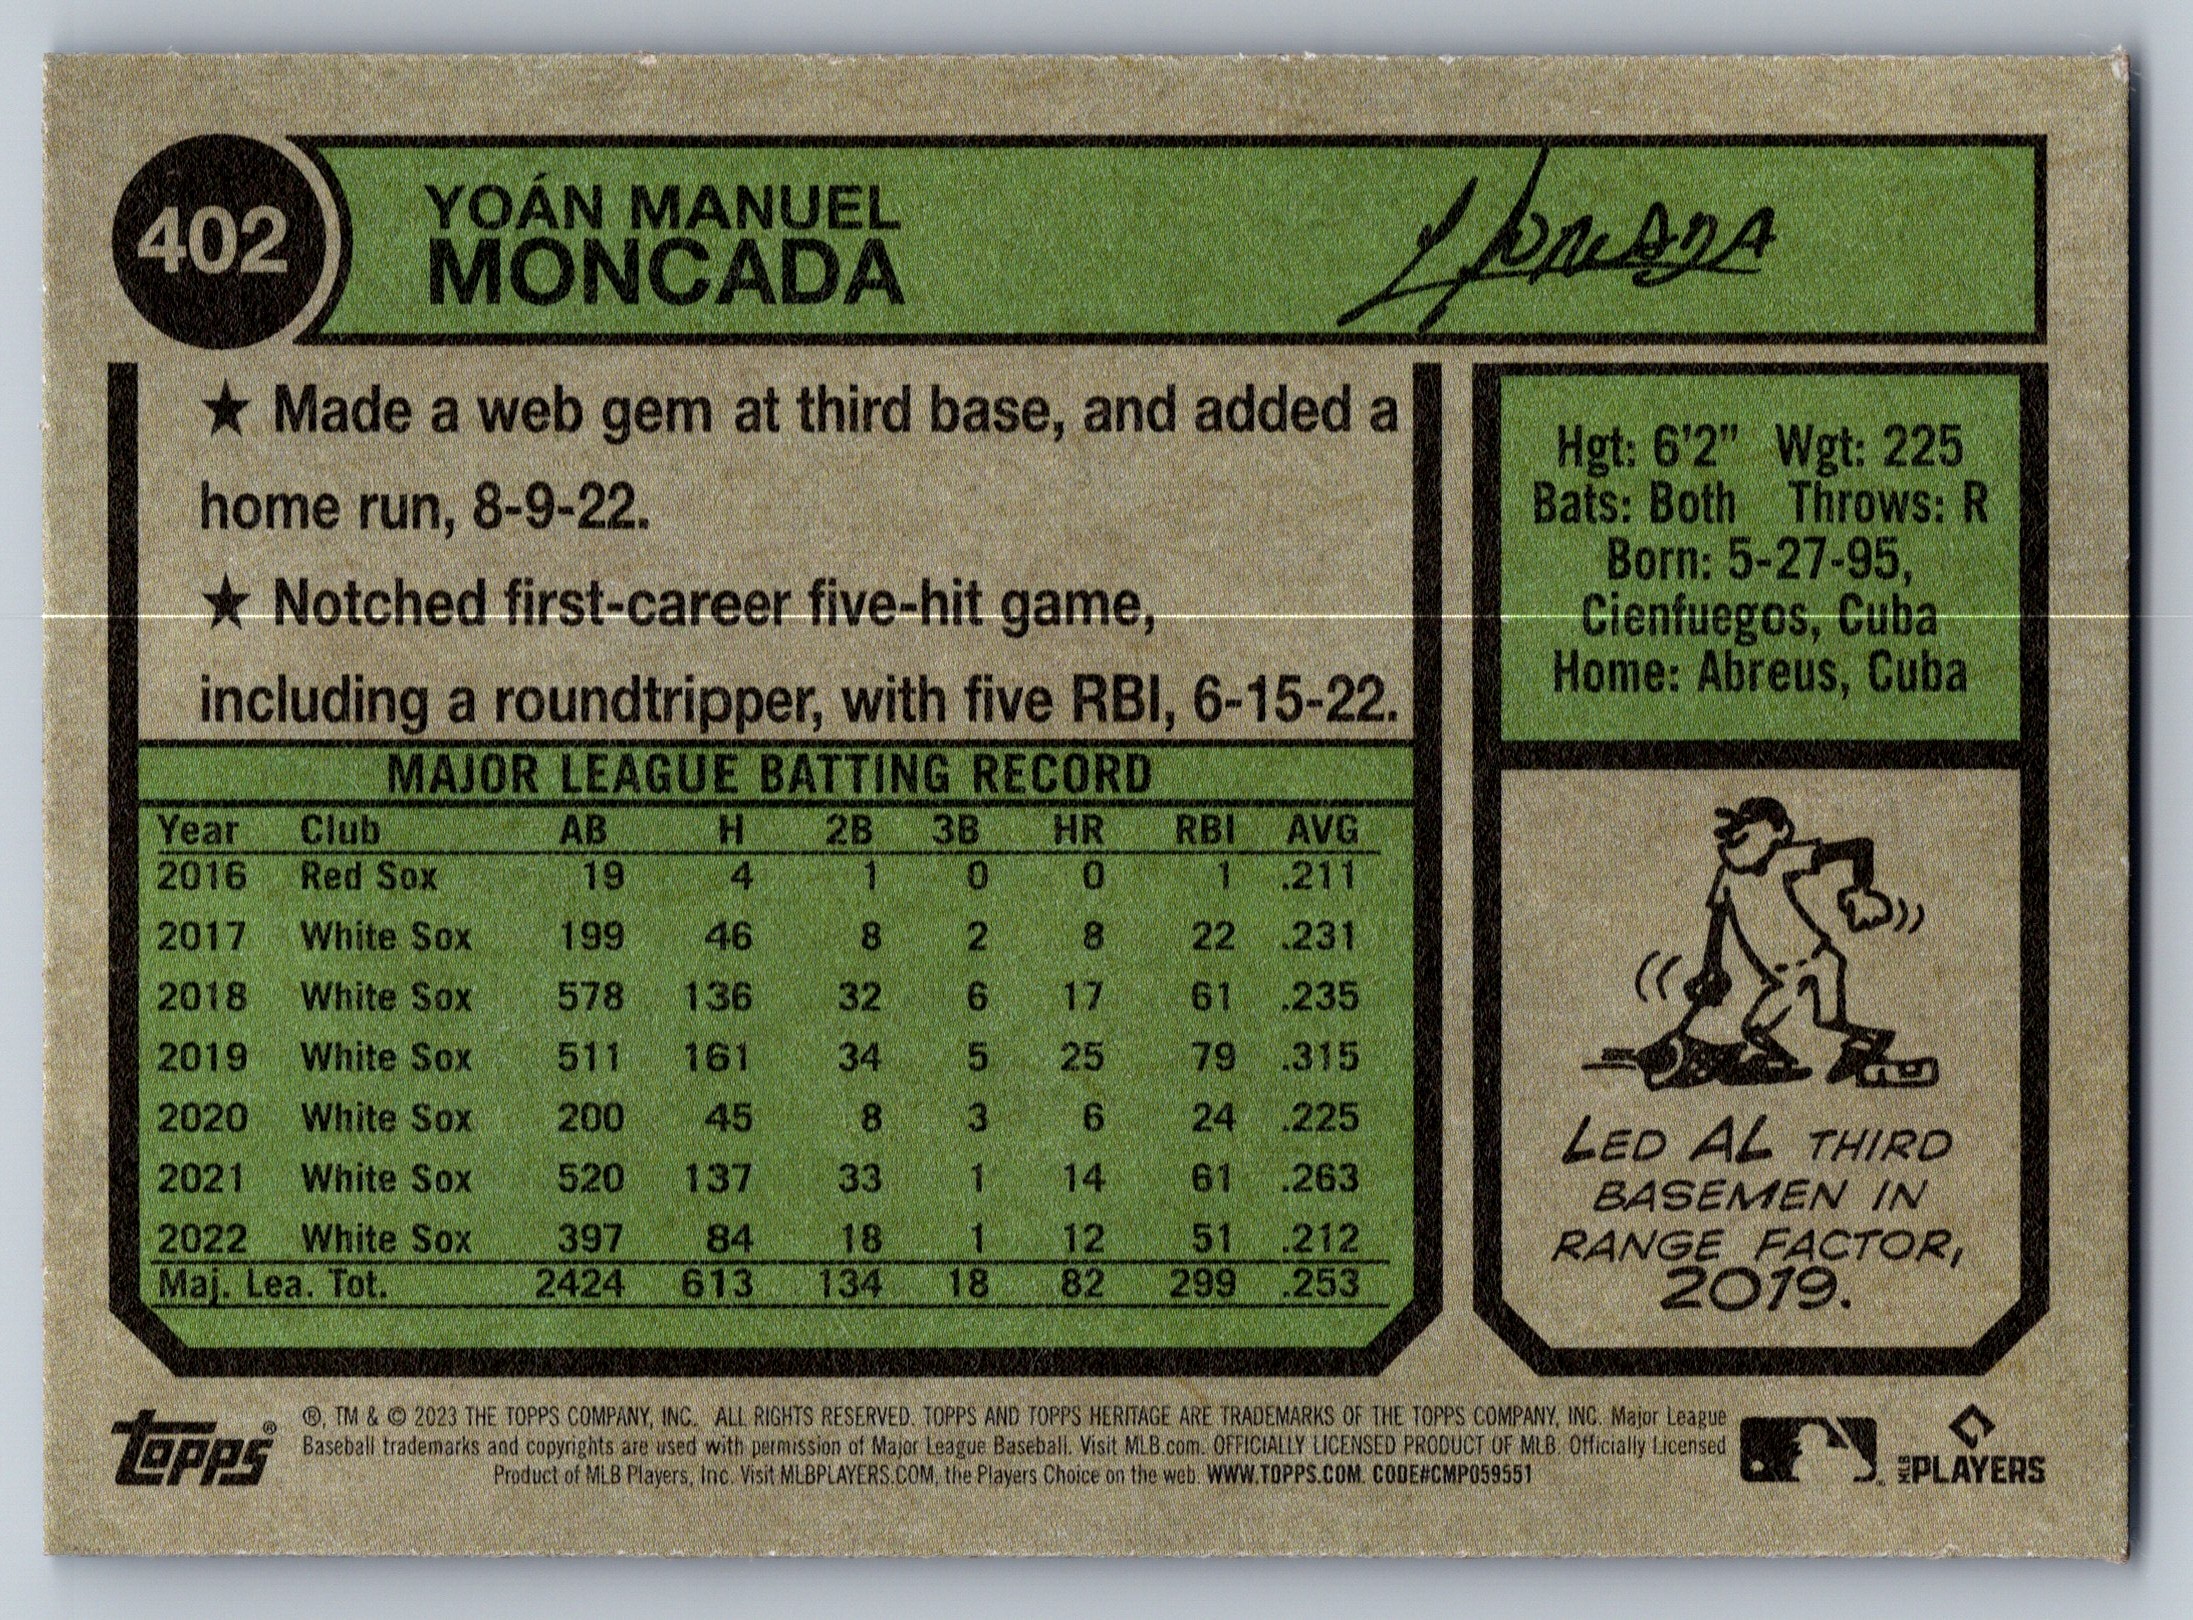 402
YOÁN MANUEL
MONCADA
Moncada
★ Made a web gem at third base, and added a
home run, 8-9-22.
★ Notched first-career five-hit game,
including a roundtripper, with five RBI, 6-15-22.
Hgt: 6'2" Wgt: 225
Bats: Both Throws: R
Born: 5-27-95,
Cienfuegos, Cuba
Home: Abreus, Cuba
MAJOR LEAGUE BATTING RECORD
Year Club AB H 2B 3B HR RBI AVG
2016 Red Sox 19 4 1 0 0 1 .211
2017 White Sox 199 46 8 2 8 22 .231
2018 White Sox 578 136 32 6 17 61 .235
2019 White Sox 511 161 34 5 25 79 .315
2020 White Sox 200 45 8 3 6 24 .225
2021 White Sox 520 137 33 1 14 61 .263
2022 White Sox 397 84 18 1 12 51 .212
Maj. Lea. Tot. 2424 613 134 18 82 299 .253
LED AL THIRD
BASEMEN IN
RANGE FACTOR,
2019.
topps®
®, TM & © 2023 THE TOPPS COMPANY, INC. ALL RIGHTS RESERVED. TOPPS AND TOPPS HERITAGE ARE TRADEMARKS OF THE TOPPS COMPANY, INC. Major League
Baseball trademarks and copyrights are used with permission of Major League Baseball. Visit MLB.com. OFFICIALLY LICENSED PRODUCT OF MLB. Officially Licensed
Product of MLB Players, Inc. Visit MLBPLAYERS.COM, the Players Choice on the web. WWW.TOPPS.COM. CODE#CMP059551
MLB PLAYERS